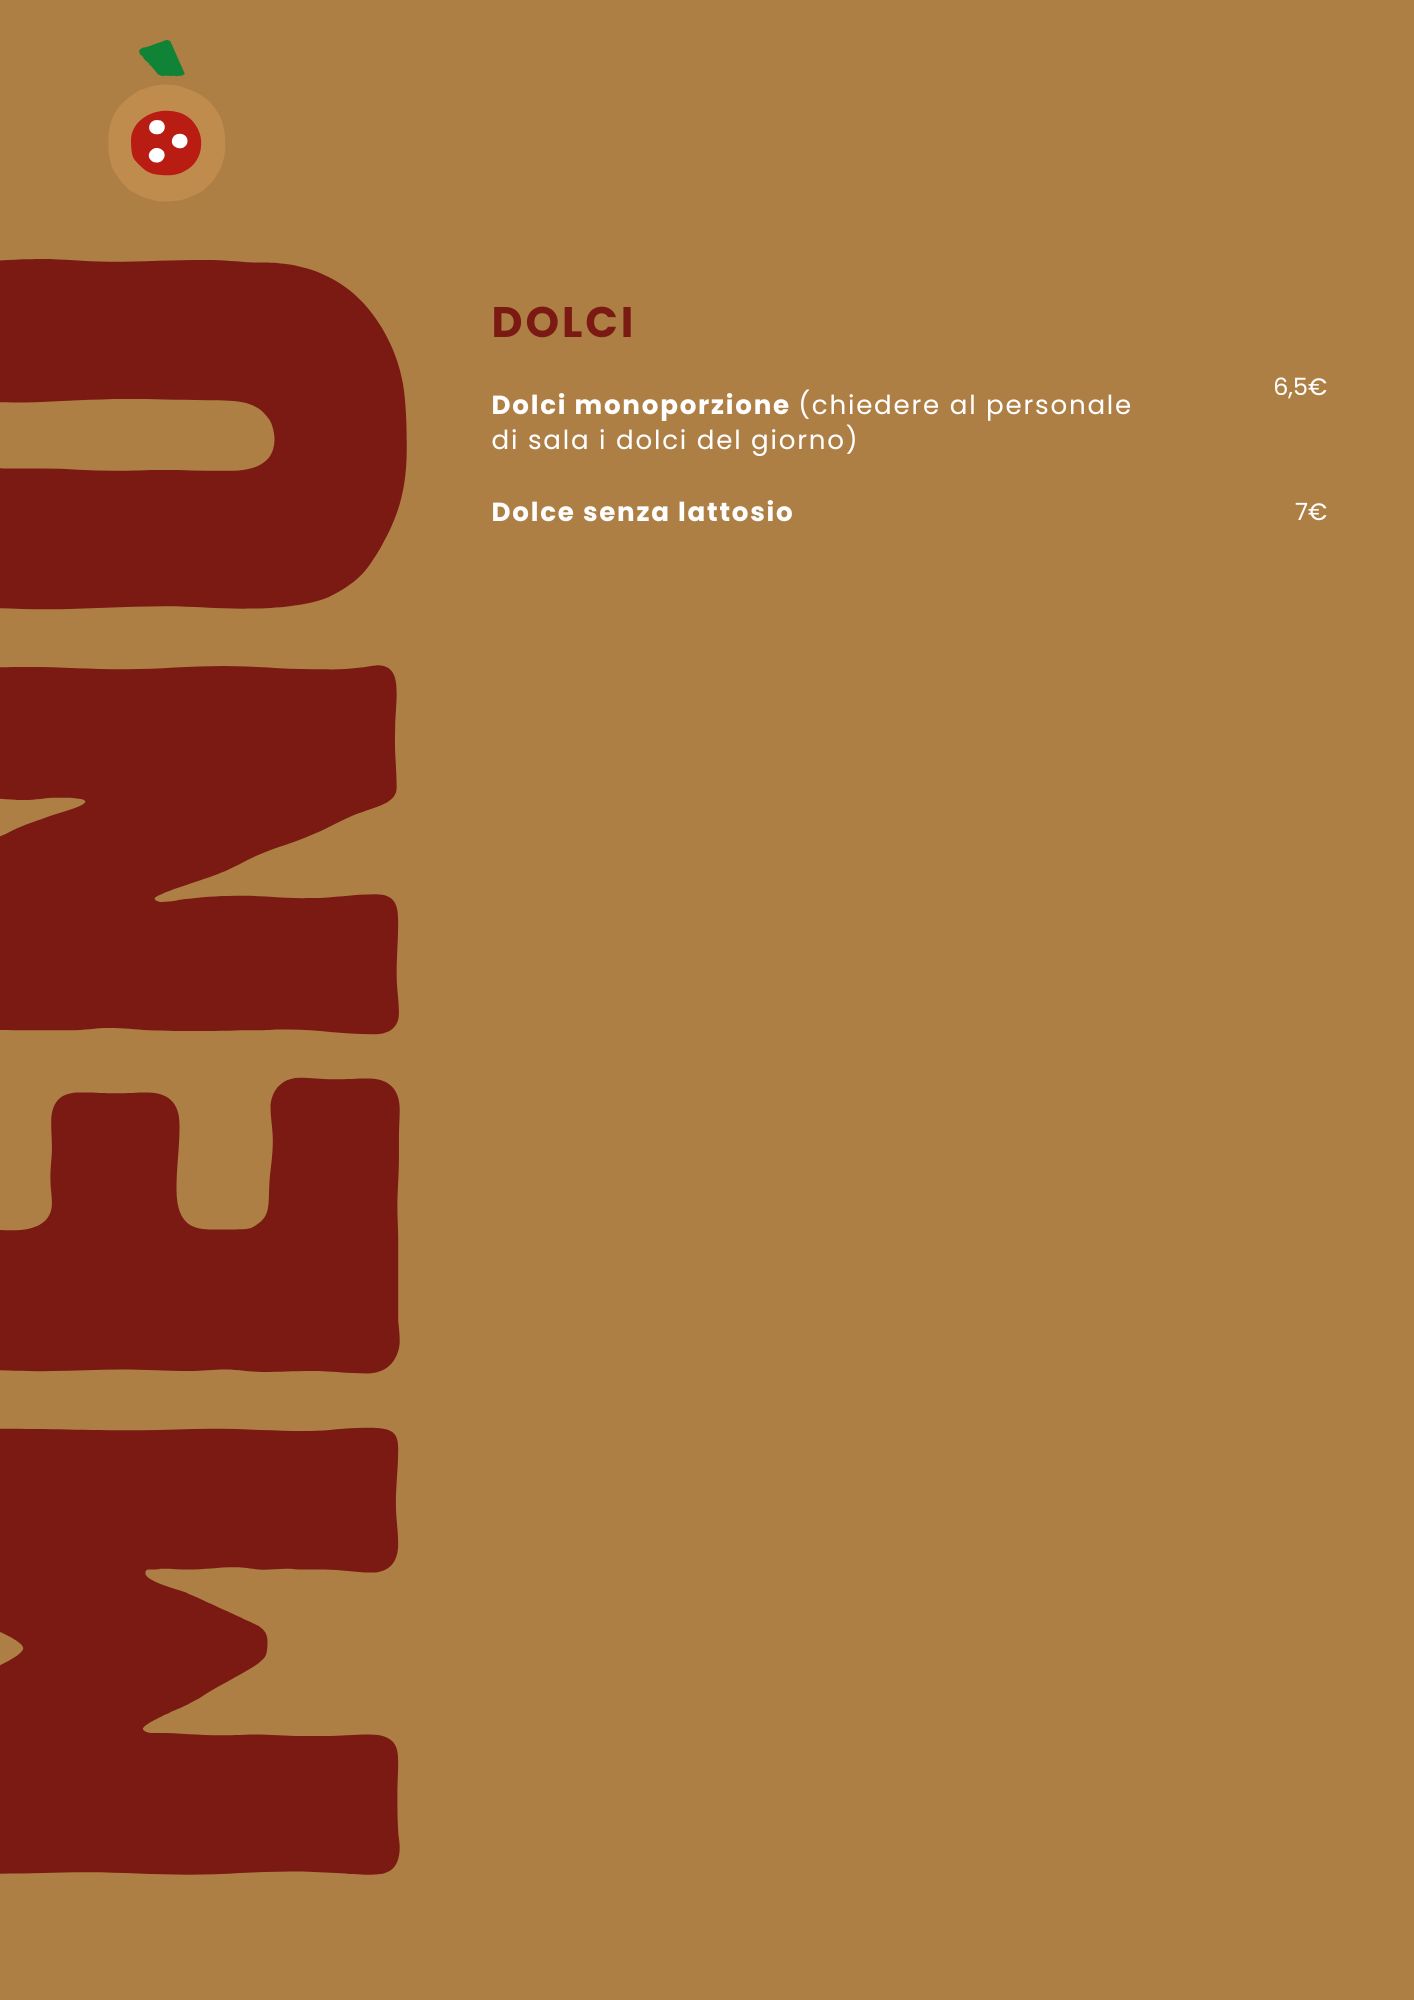 MENU
DOLCI
Dolci monoporzione (chiedere al personale
di sala i dolci del giorno)
6,5€
Dolce senza lattosio
7€